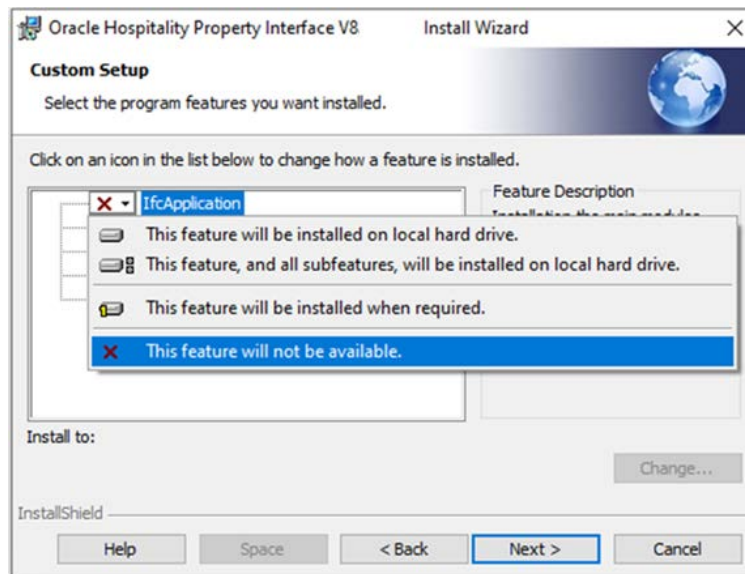 Oracle Hospitality Property Interface V8 Install Wizard
Custom Setup
Select the program features you want installed.
Click on an icon in the list below to change how a feature is installed.
IfcApplication
Feature Description
This feature will be installed on local hard drive.
This feature, and all subfeatures, will be installed on local hard drive.
This feature will be installed when required.
This feature will not be available.
Install to:
Change...
InstallShield
Help Space < Back Next > Cancel